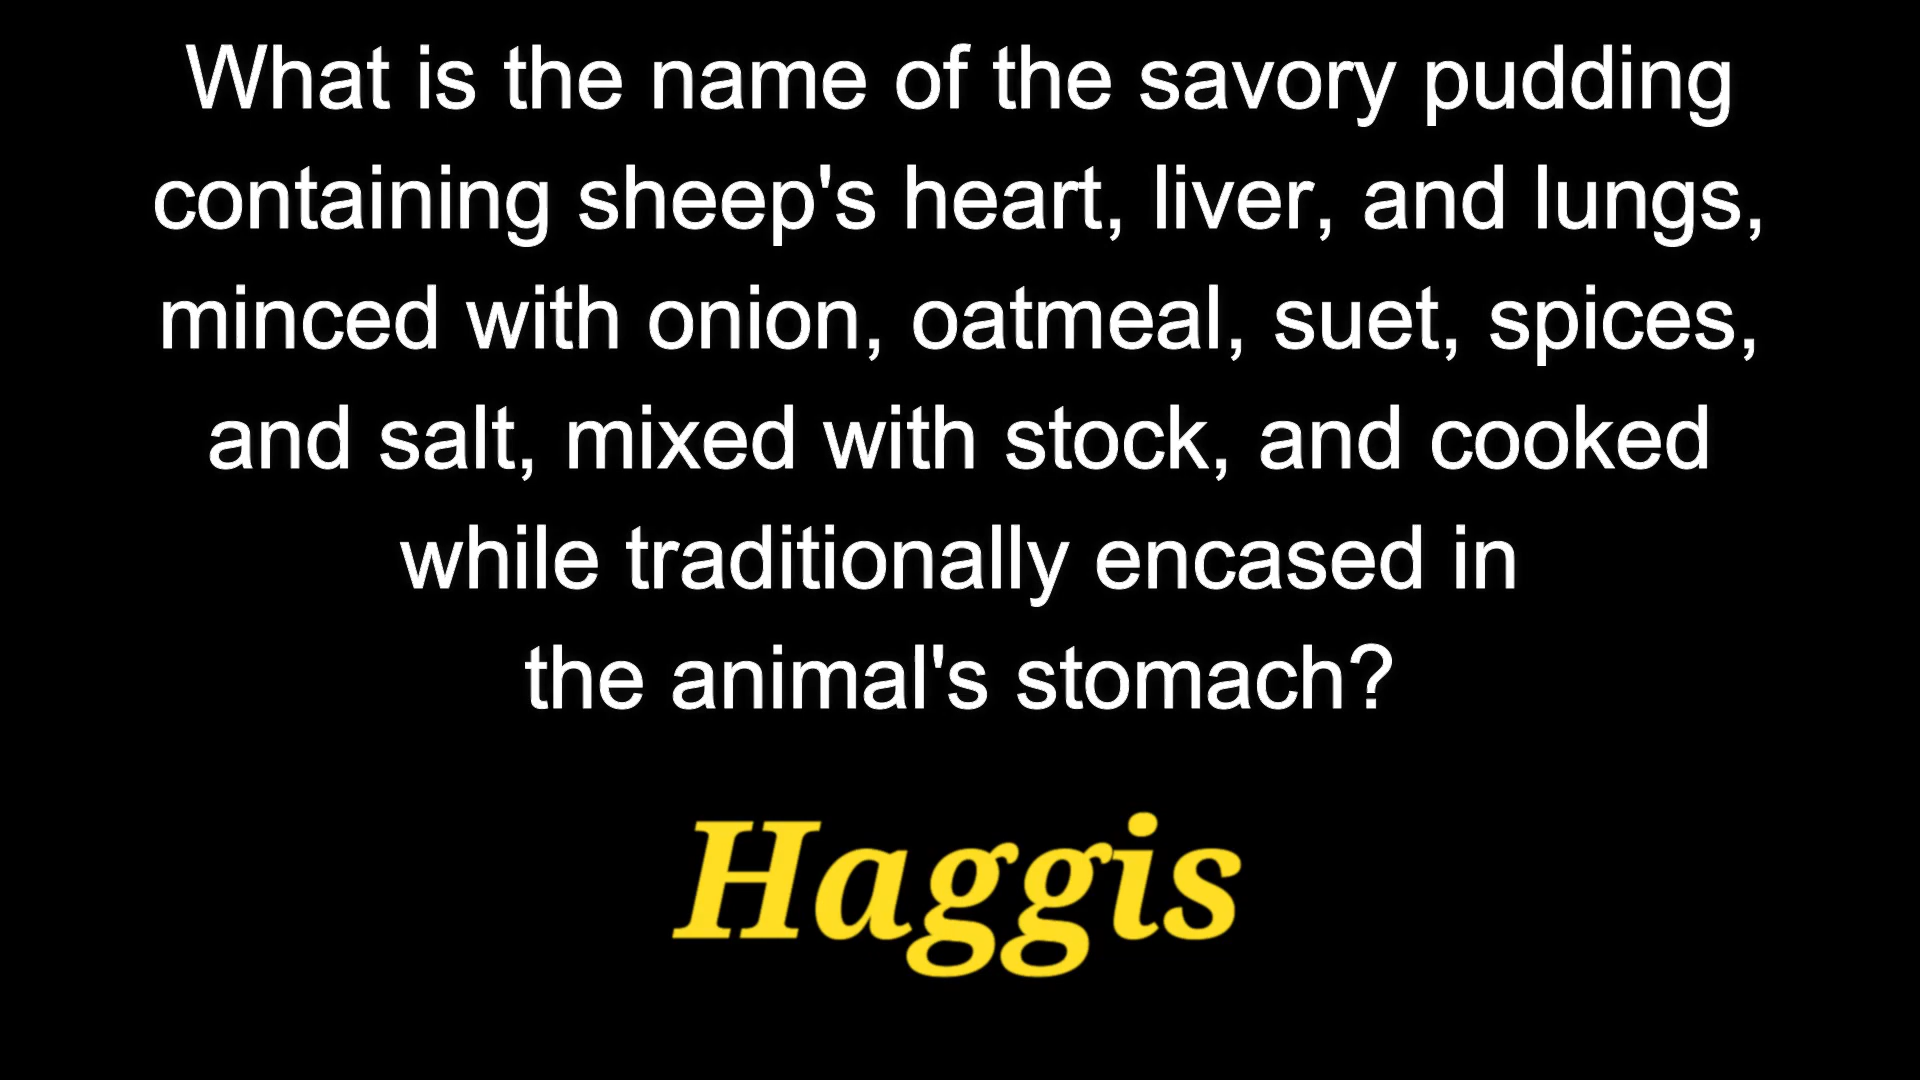 What is the name of the savory pudding
containing sheep's heart, liver, and lungs,
minced with onion, oatmeal, suet, spices,
and salt, mixed with stock, and cooked
while traditionally encased in
the animal's stomach?
Haggis